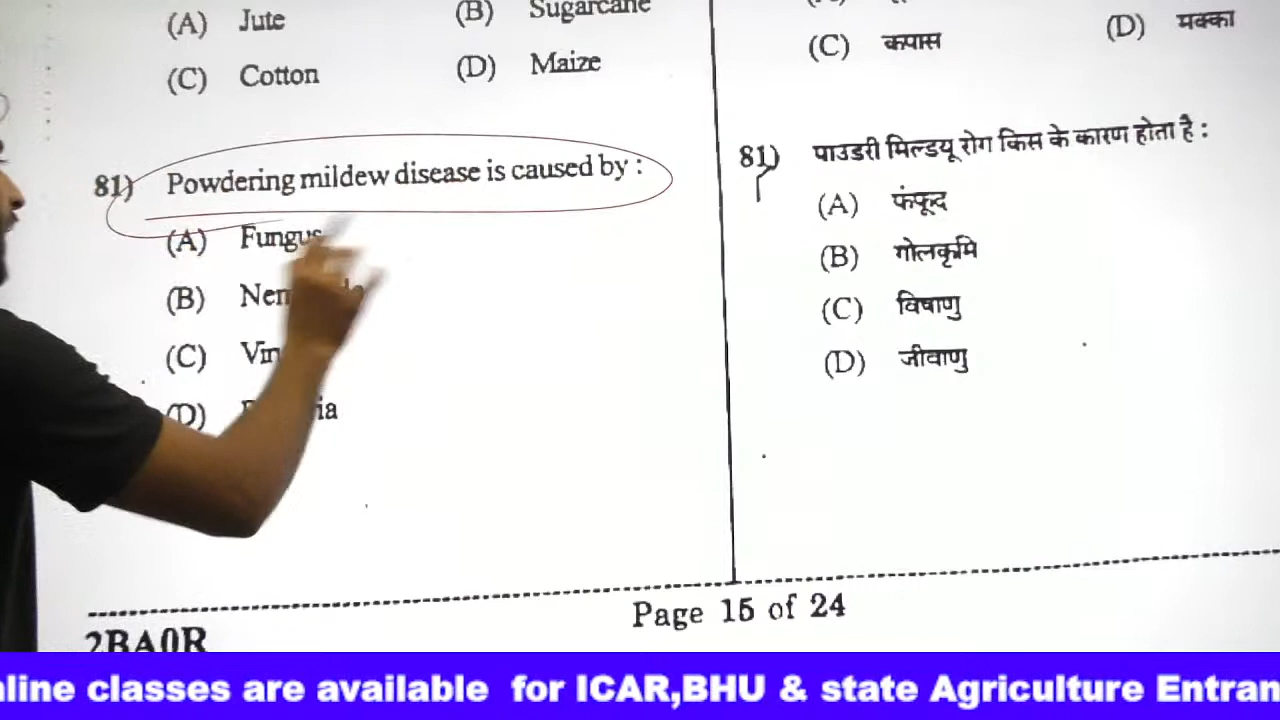 (A) Jute (B) Sugarcane
(C) Cotton (D) Maize
81) Powdering mildew disease is caused by :
(A) Fungus
(B)
(C)
(D)
(C) कपास (D) मक्का
81) पाउडरी मिल्डयू रोग किस के कारण होता है :
(A) फंफूद
(B) गोलकृमि
(C) विषाणु
(D) जीवाणु
Page 15 of 24
2BA0R
nline classes are available for ICAR,BHU & state Agriculture Entran